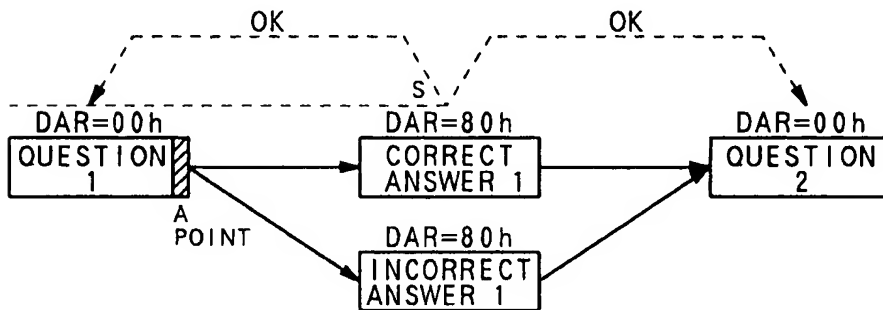 OK
OK
S
DAR=00h
DAR=80h
DAR=00h
QUESTION
1
CORRECT
ANSWER 1
QUESTION
2
A
POINT
DAR=80h
INCORRECT
ANSWER 1